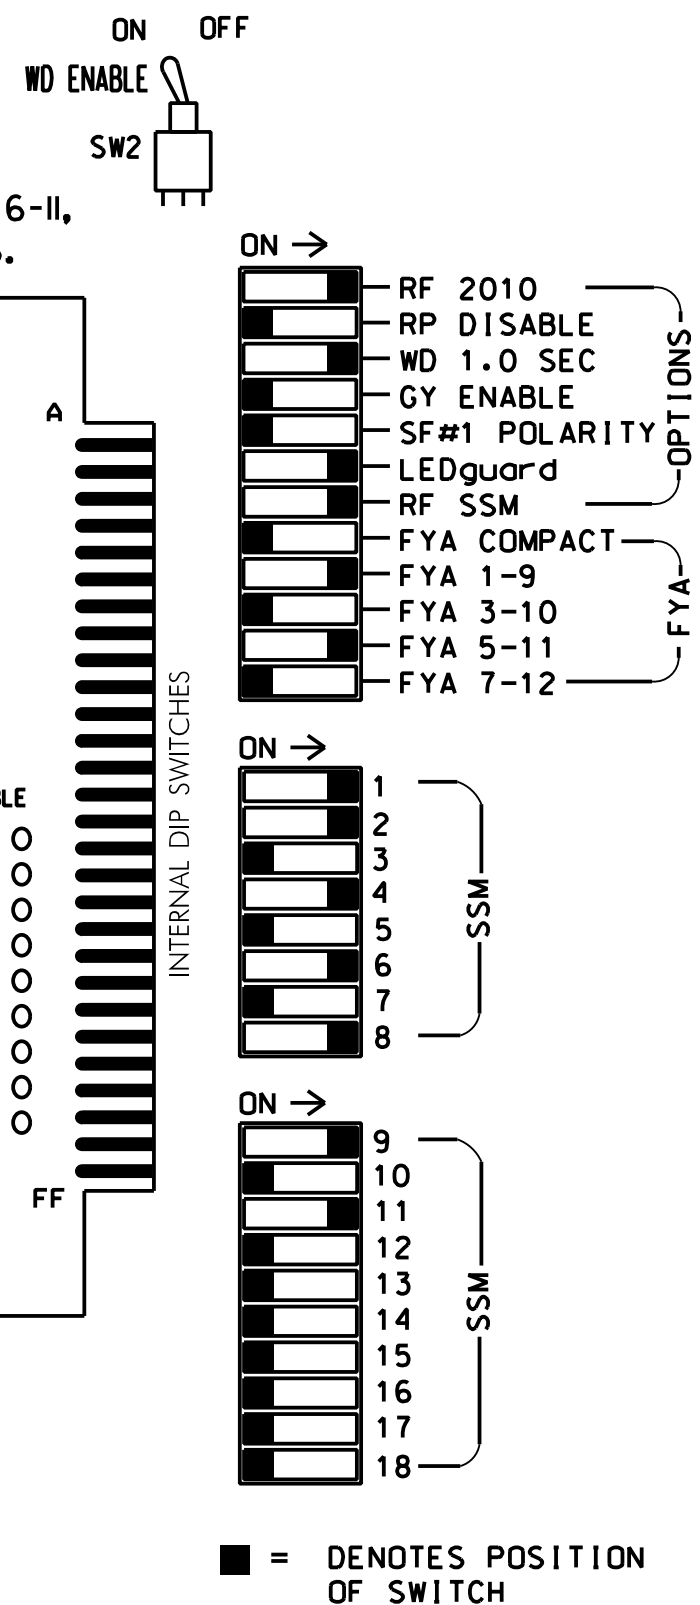 ON OFF
WD ENABLE
SW2
6-11,
ON →
RF 2010
RP DISABLE
WD 1.0 SEC
GY ENABLE
SF#1 POLARITY
LEDguard
RF SSM
OPTIONS
FYA COMPACT
FYA 1-9
FYA 3-10
FYA 5-11
FYA 7-12
FYA
A
FF
LE
INTERNAL DIP SWITCHES
ON →
1
2
3
4
5
6
7
8
SSM
ON →
9
10
11
12
13
14
15
16
17
18
SSM
= DENOTES POSITION
OF SWITCH